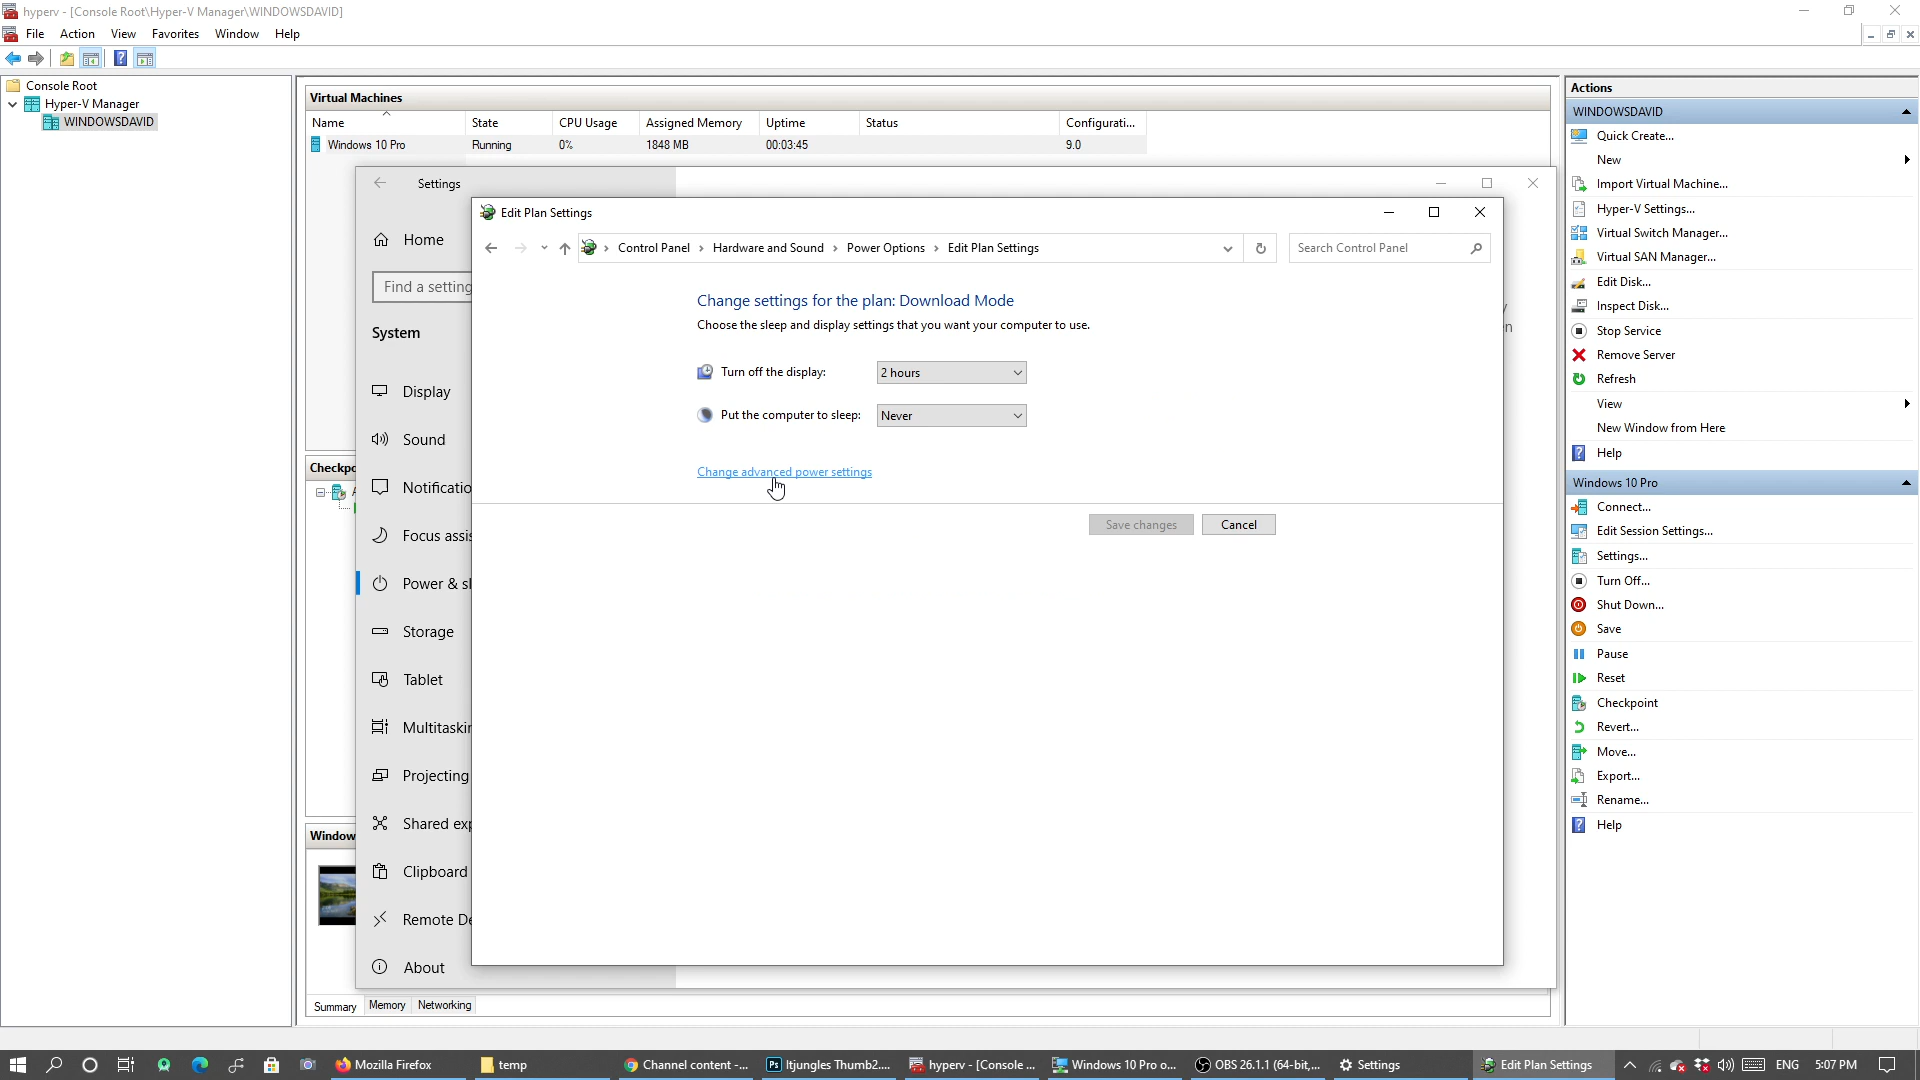 hyperv - [Console Root\Hyper-V Manager\WINDOWSDAVID]
File Action View Favorites Window Help
Console Root
Hyper-V Manager
WINDOWSDAVID
Virtual Machines
Name State CPU Usage Assigned Memory Uptime Status Configurati...
Windows 10 Pro Running 0% 1848 MB 00:03:45 9.0
Settings
Home
Find a setting
System
Display
Sound
Notificatio
Focus assis
Power & sl
Storage
Tablet
Multitaskin
Projecting
Shared exp
Clipboard
Remote De
About
Checkpo
Window
Summary Memory Networking
Edit Plan Settings
Control Panel › Hardware and Sound › Power Options › Edit Plan Settings
Search Control Panel
Change settings for the plan: Download Mode
Choose the sleep and display settings that you want your computer to use.
Turn off the display: 2 hours
Put the computer to sleep: Never
Change advanced power settings
Save changes Cancel
Actions
WINDOWSDAVID
Quick Create...
New
Import Virtual Machine...
Hyper-V Settings...
Virtual Switch Manager...
Virtual SAN Manager...
Edit Disk...
Inspect Disk...
Stop Service
Remove Server
Refresh
View
New Window from Here
Help
Windows 10 Pro
Connect...
Edit Session Settings...
Settings...
Turn Off...
Shut Down...
Save
Pause
Reset
Checkpoint
Revert...
Move...
Export...
Rename...
Help
Mozilla Firefox temp Channel content -... Itjungles Thumb2.... hyperv - [Console ... Windows 10 Pro o... OBS 26.1.1 (64-bit,... Settings Edit Plan Settings ENG 5:07 PM